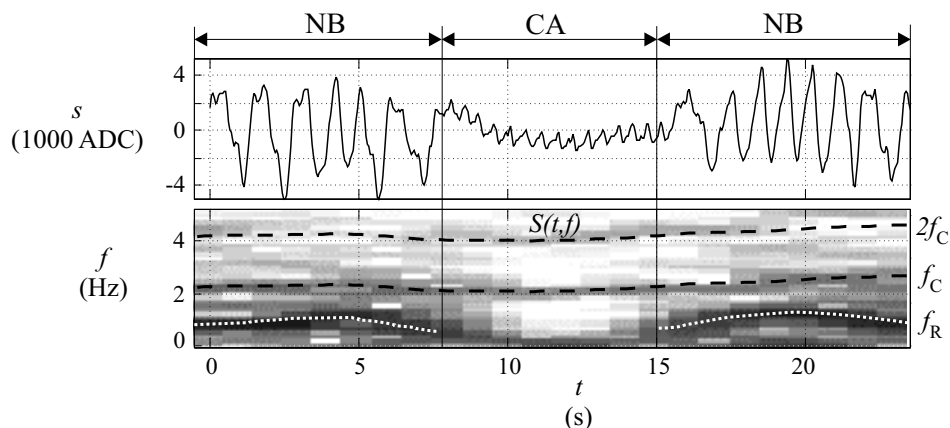 NB CA NB
s
(1000 ADC)
4
0
-4
S(t,f)
f
(Hz)
4
2
0
2fC
fC
fR
0 5 10 15 20
t
(s)